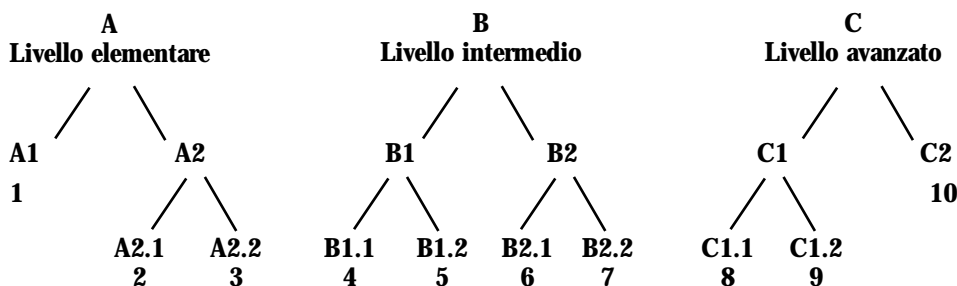 A B C
Livello elementare Livello intermedio Livello avanzato
A1 A2 B1 B2 C1 C2
1 10
A2.1 A2.2 B1.1 B1.2 B2.1 B2.2 C1.1 C1.2
2 3 4 5 6 7 8 9